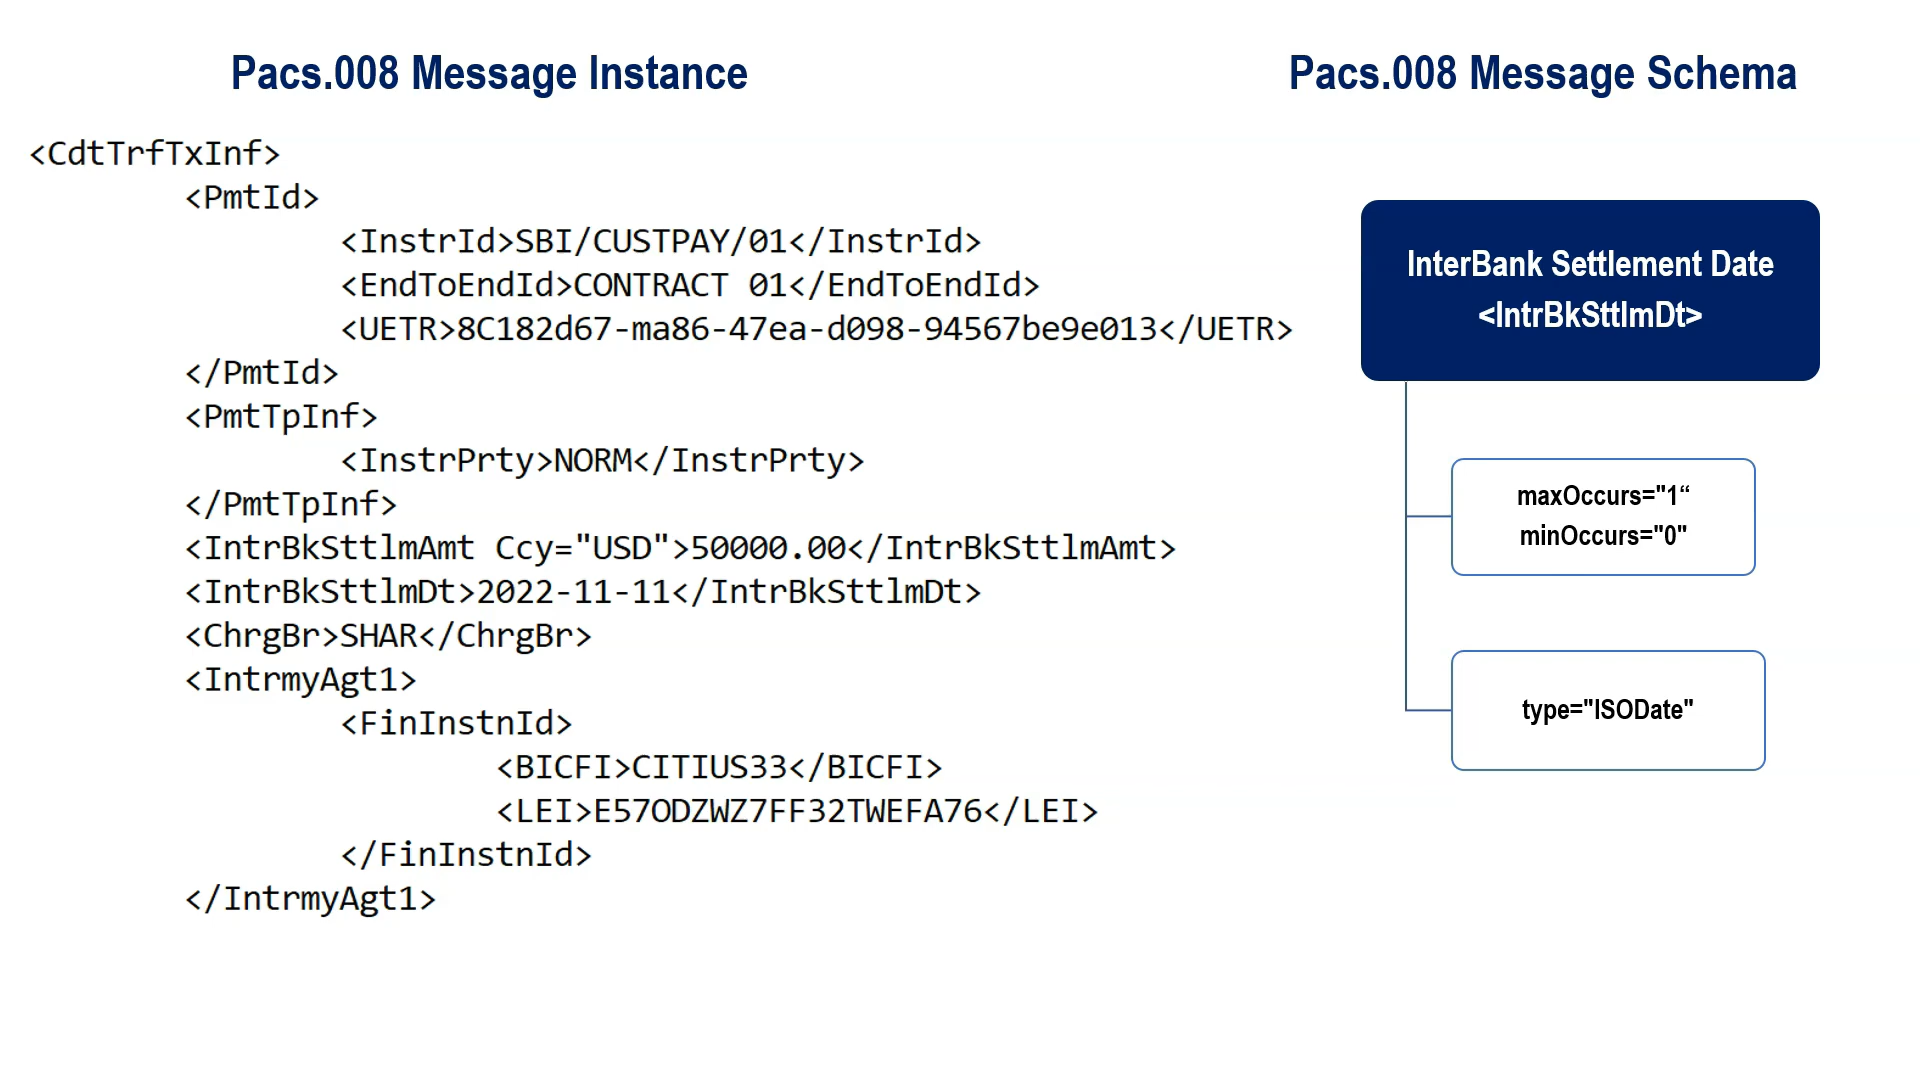 Pacs.008 Message Instance
<CdtTrfTxInf>
<PmtId>
<InstrId>SBI/CUSTPAY/01</InstrId>
<EndToEndId>CONTRACT 01</EndToEndId>
<UETR>8C182d67-ma86-47ea-d098-94567be9e013</UETR>
</PmtId>
<PmtTpInf>
<InstrPrty>NORM</InstrPrty>
</PmtTpInf>
<IntrBkSttlmAmt Ccy="USD">50000.00</IntrBkSttlmAmt>
<IntrBkSttlmDt>2022-11-11</IntrBkSttlmDt>
<ChrgBr>SHAR</ChrgBr>
<IntrmyAgt1>
<FinInstnId>
<BICFI>CITIUS33</BICFI>
<LEI>E57ODZWZ7FF32TWEFA76</LEI>
</FinInstnId>
</IntrmyAgt1>
Pacs.008 Message Schema
InterBank Settlement Date
<IntrBkSttlmDt>
maxOccurs="1“
minOccurs="0"
type="ISODate"